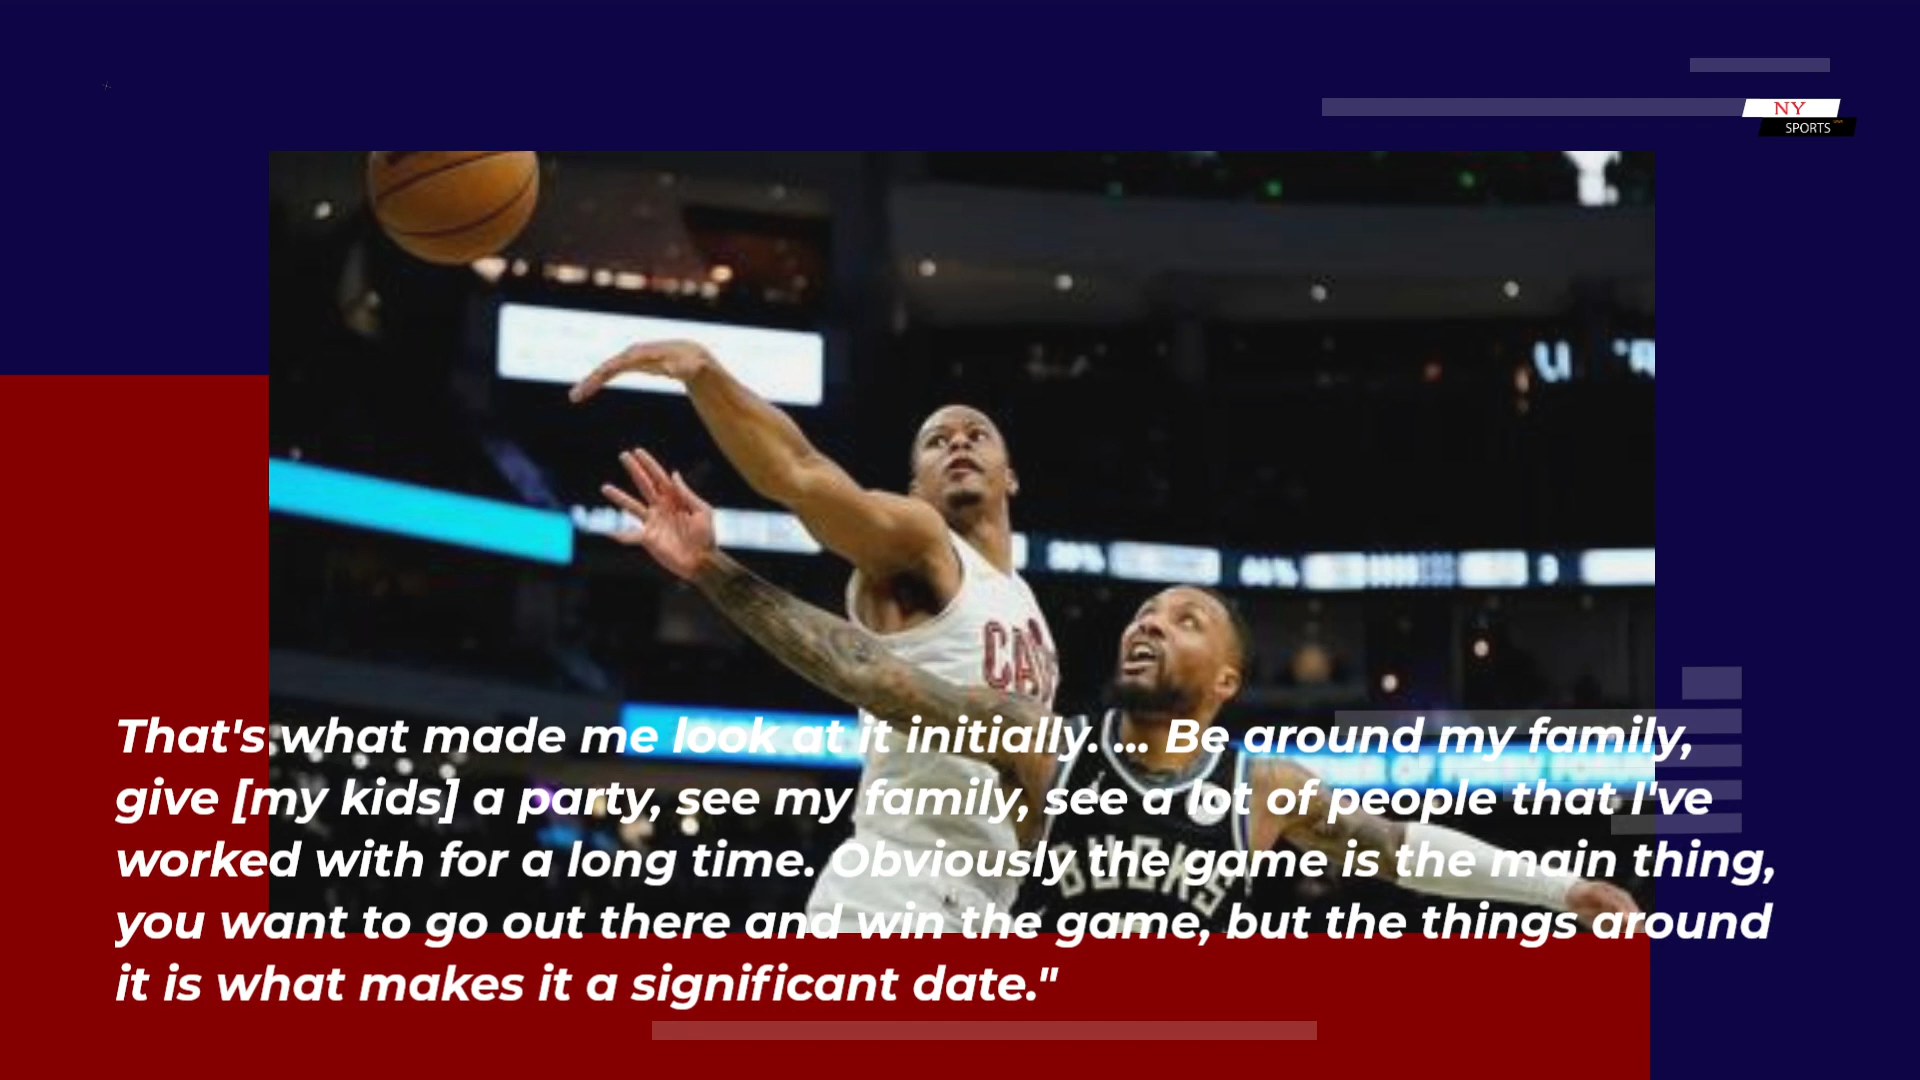 NY
SPORTS
CAV
That's what made me look at it initially. ... Be around my family,
give [my kids] a party, see my family, see a lot of people that I've
worked with for a long time. Obviously the game is the main thing,
you want to go out there and win the game, but the things around
it is what makes it a significant date."
BUCKS